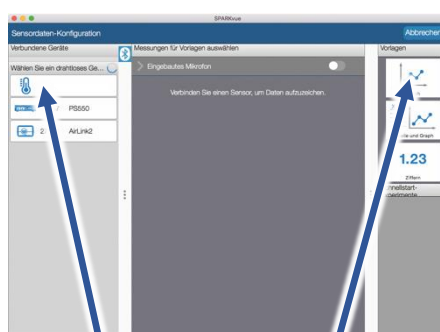 SPARKvue
Sensordaten-Konfiguration
Abbrechen
Verbundene Geräte
Messungen für Vorlagen auswählen
Vorlagen
Wählen Sie ein drahtloses Ge...
Eingebautes Mikrofon
Verbinden Sie einen Sensor, um Daten aufzuzeichnen.
PS550
2
AirLink2
und Graph
1.23
Ziffern